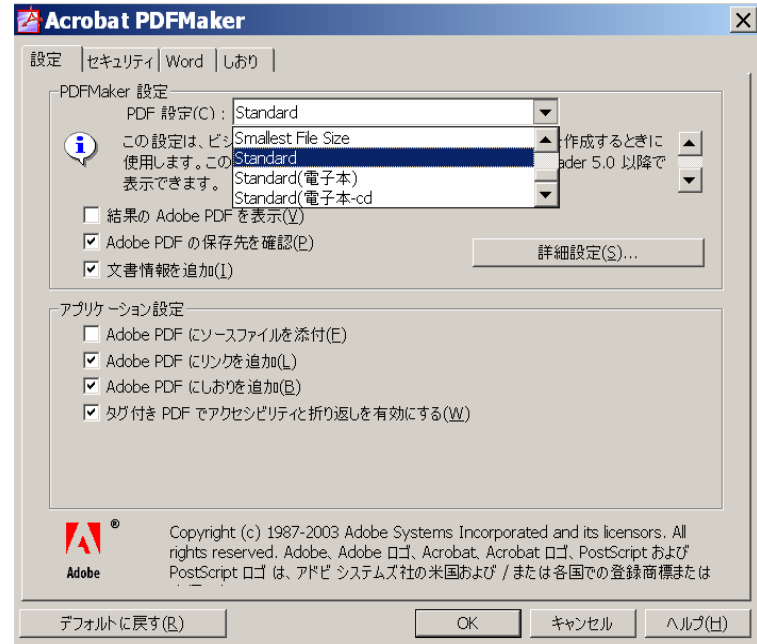 Acrobat PDFMaker
設定 セキュリティ Word しおり
PDFMaker 設定
PDF 設定(C) : Standard
Smallest File Size
Standard
Standard(電子本)
Standard(電子本-cd
この設定は、ビジ
を作成するときに
使用します。この
ader 5.0 以降で
表示できます。
結果の Adobe PDF を表示(V)
Adobe PDF の保存先を確認(P)
詳細設定(S)...
文書情報を追加(I)
アプリケーション設定
Adobe PDF にソースファイルを添付(E)
Adobe PDF にリンクを追加(L)
Adobe PDF にしおりを追加(B)
タグ付き PDF でアクセシビリティと折り返しを有効にする(W)
Copyright (c) 1987-2003 Adobe Systems Incorporated and its licensors. All
rights reserved. Adobe、Adobe ロゴ、Acrobat、Acrobat ロゴ、PostScript および
PostScript ロゴ は、アドビ システムズ社の米国および / または各国での登録商標または
® Adobe
デフォルトに戻す(R) OK キャンセル ヘルプ(H)